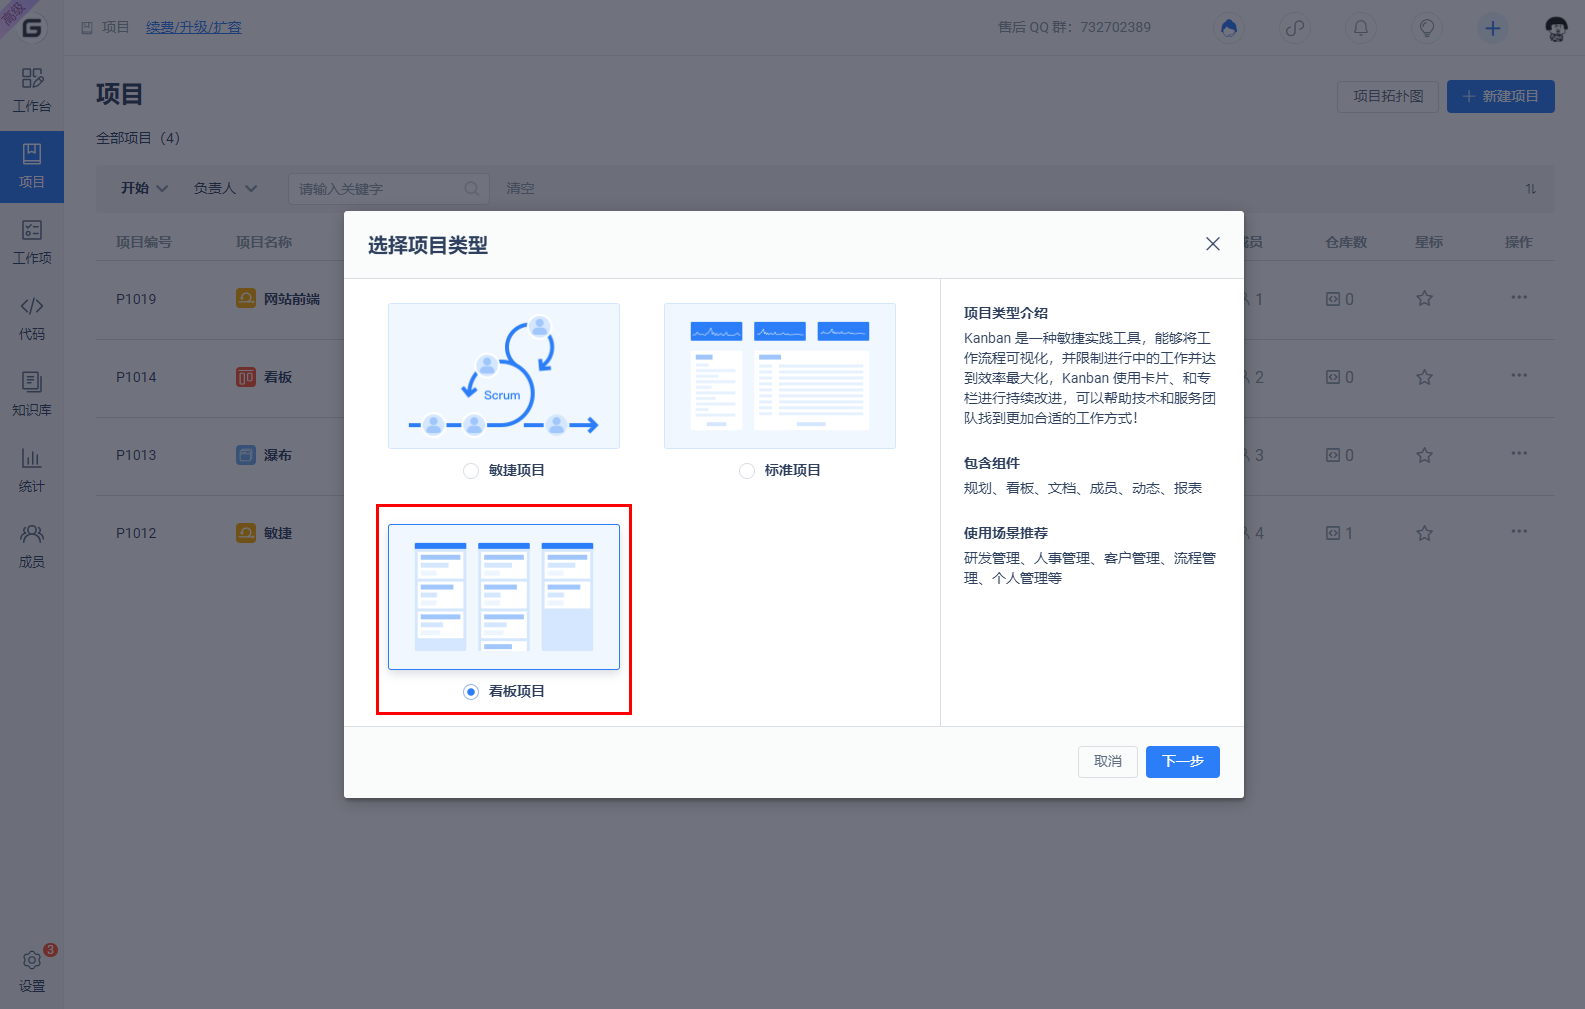 高级
G
项目 续费/升级/扩容 售后 QQ 群：732702389
工作台
项目
工作项
代码
知识库
统计
成员
3
设置
项目
项目拓扑图 新建项目
全部项目（4）
开始 负责人 请输入关键字 清空
项目编号 项目名称 成员 仓库数 星标 操作
P1019 网站前端 1 0
P1014 看板 2 0
P1013 瀑布 3 0
P1012 敏捷 4 1
选择项目类型
Scrum
敏捷项目
标准项目
看板项目
项目类型介绍
Kanban 是一种敏捷实践工具，能够将工
作流程可视化，并限制进行中的工作并达
到效率最大化，Kanban 使用卡片、和专
栏进行持续改进，可以帮助技术和服务团
队找到更加合适的工作方式！
包含组件
规划、看板、文档、成员、动态、报表
使用场景推荐
研发管理、人事管理、客户管理、流程管
理、个人管理等
取消 下一步